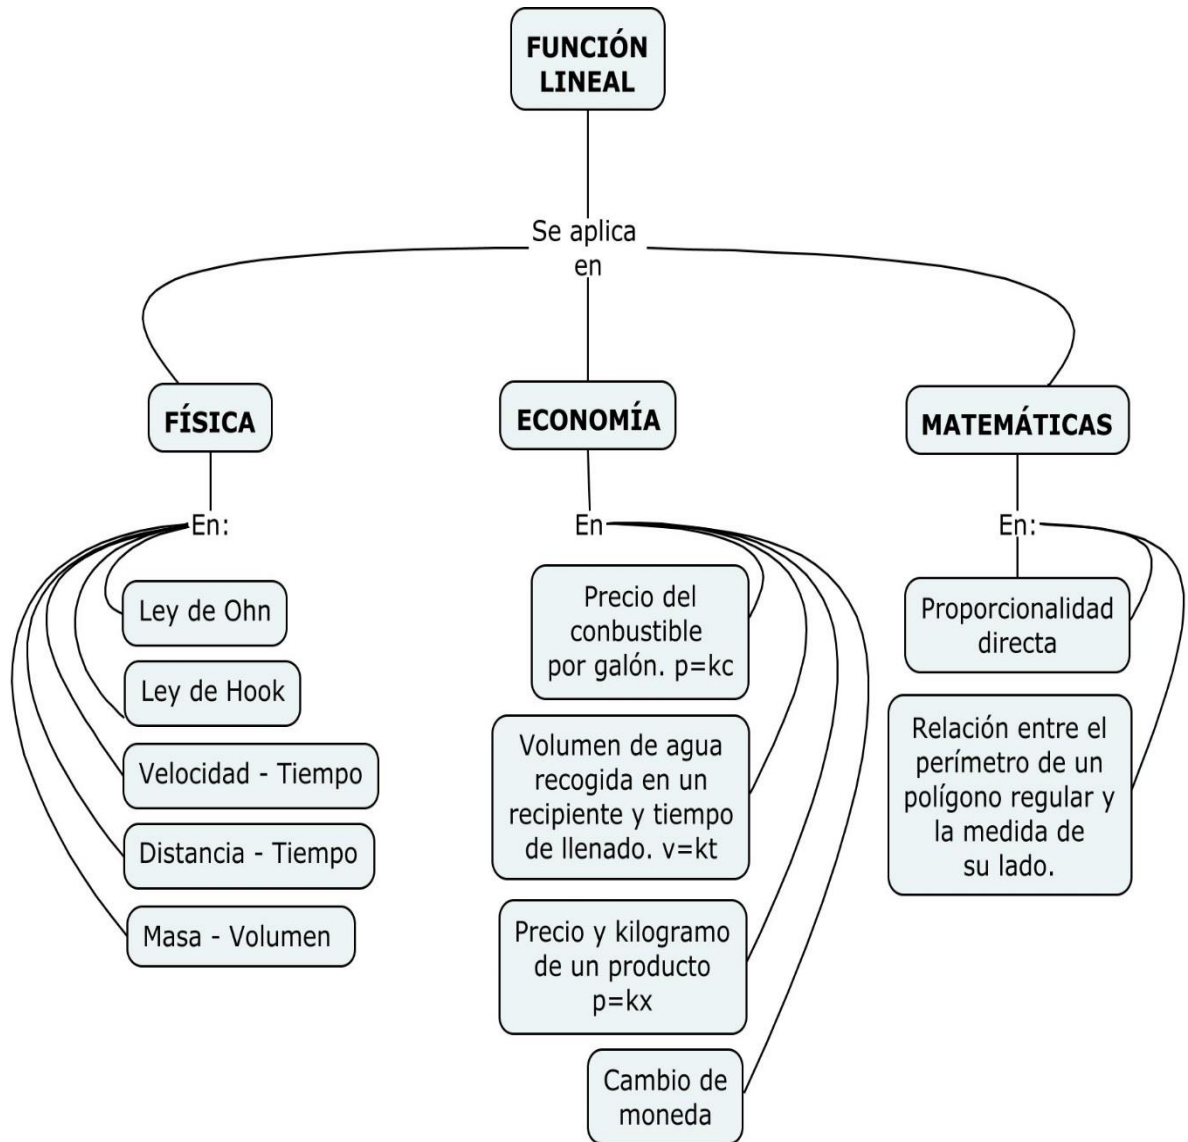 FUNCIÓN
LINEAL
Se aplica
en
FÍSICA
En:
Ley de Ohn
Ley de Hook
Velocidad - Tiempo
Distancia - Tiempo
Masa - Volumen
ECONOMÍA
En
Precio del
conbustible
por galón. p=kc
Volumen de agua
recogida en un
recipiente y tiempo
de llenado. v=kt
Precio y kilogramo
de un producto
p=kx
Cambio de
moneda
MATEMÁTICAS
En:
Proporcionalidad
directa
Relación entre el
perímetro de un
polígono regular y
la medida de
su lado.